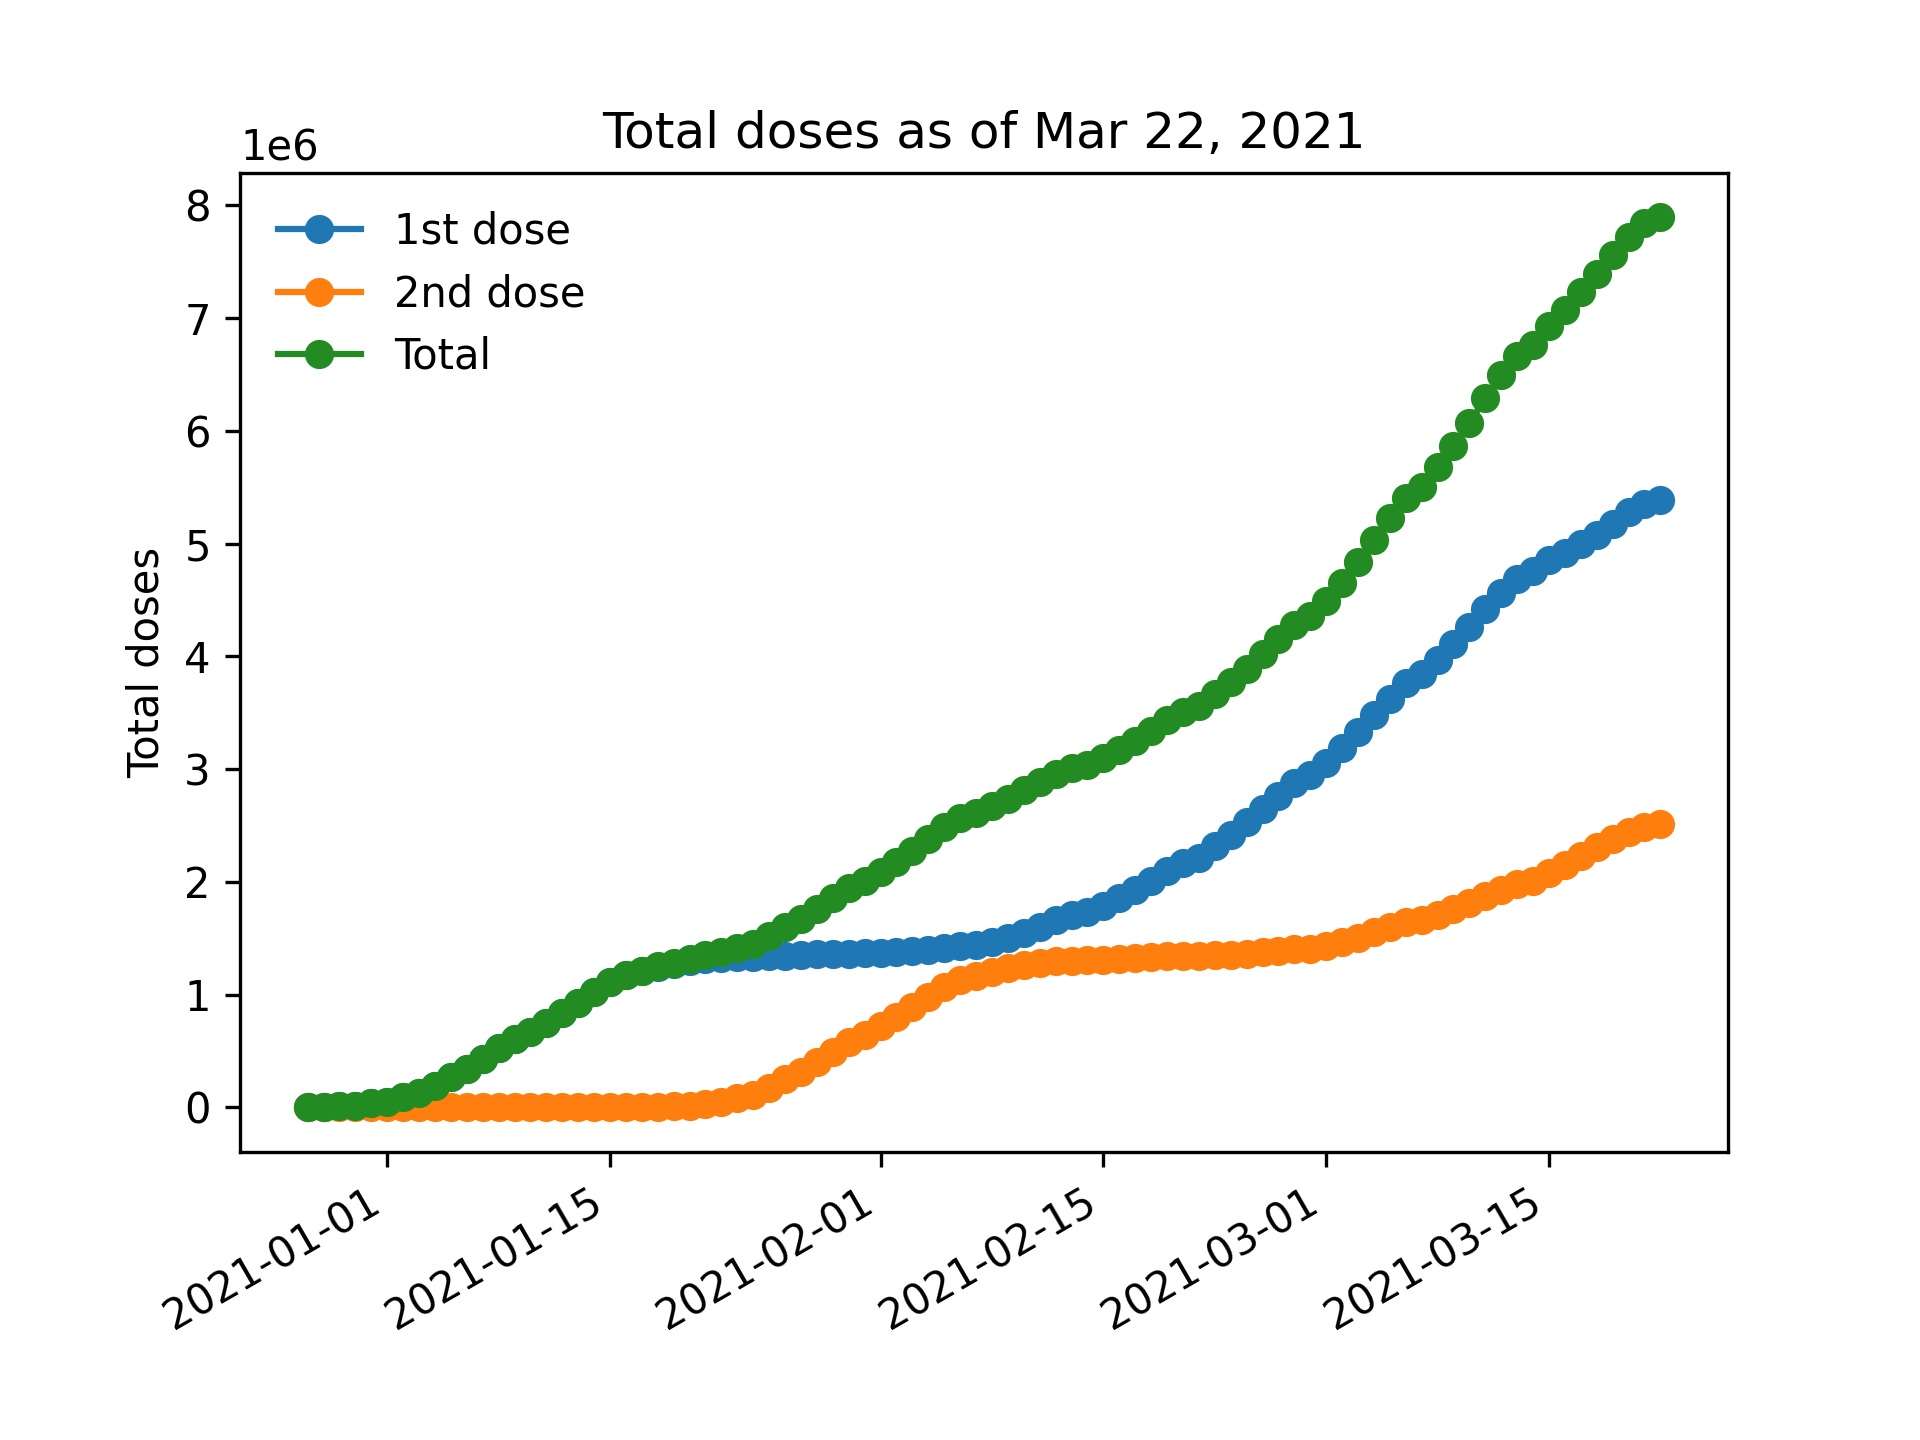 Total doses as of Mar 22, 2021
1e6
1st dose
2nd dose
Total
8
7
6
5
4
3
2
1
0
Total doses
2021-01-01
2021-01-15
2021-02-01
2021-02-15
2021-03-01
2021-03-15